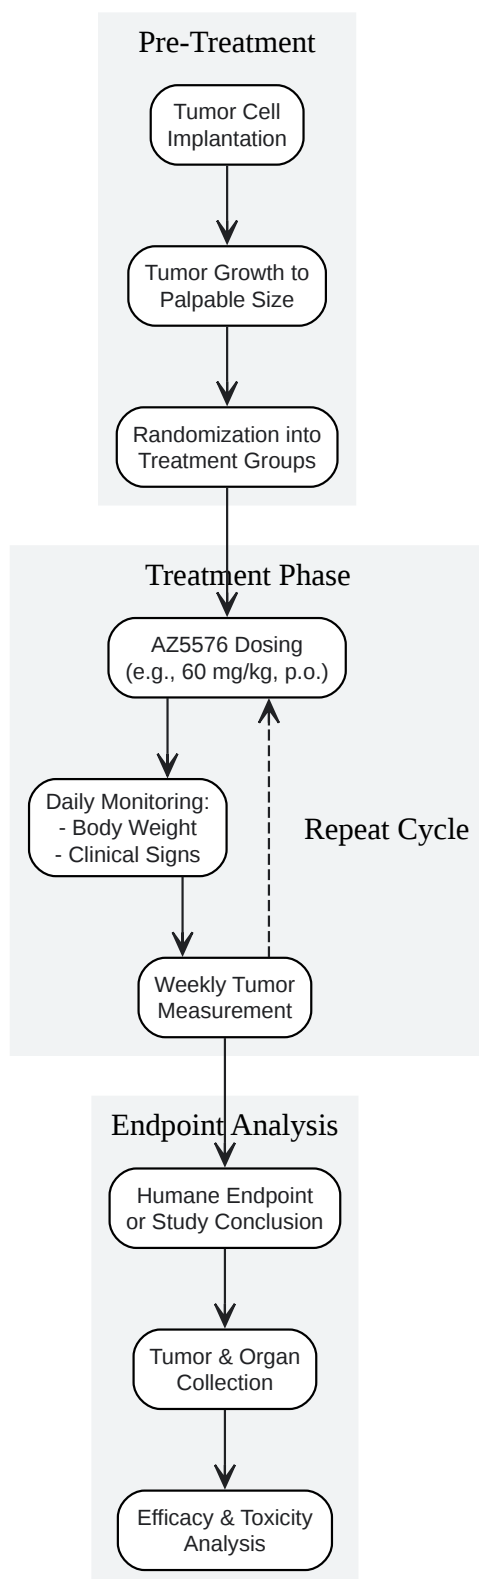 Pre-Treatment
Tumor Cell
Implantation
Tumor Growth to
Palpable Size
Randomization into
Treatment Groups
Treatment Phase
AZ5576 Dosing
(e.g., 60 mg/kg, p.o.)
Daily Monitoring:
- Body Weight
- Clinical Signs
Repeat Cycle
Weekly Tumor
Measurement
Endpoint Analysis
Humane Endpoint
or Study Conclusion
Tumor & Organ
Collection
Efficacy & Toxicity
Analysis